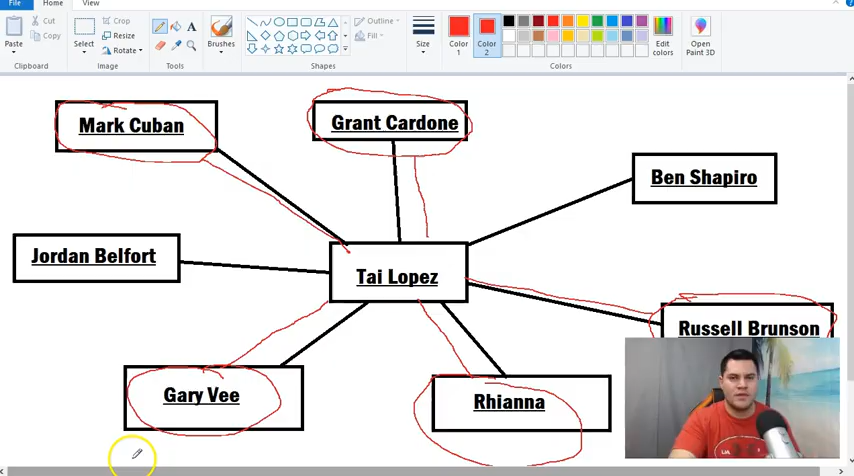 File
Home
View
Paste
Cut
Copy
Clipboard
Select
Crop
Resize
Rotate
Image
A
Tools
Brushes
Outline
Fill
Shapes
Size
Color
1
Color
2
Edit
colors
Colors
Open
Paint 3D
Mark Cuban
Grant Cardone
Ben Shapiro
Jordan Belfort
Tai Lopez
Russell Brunson
Gary Vee
Rhianna